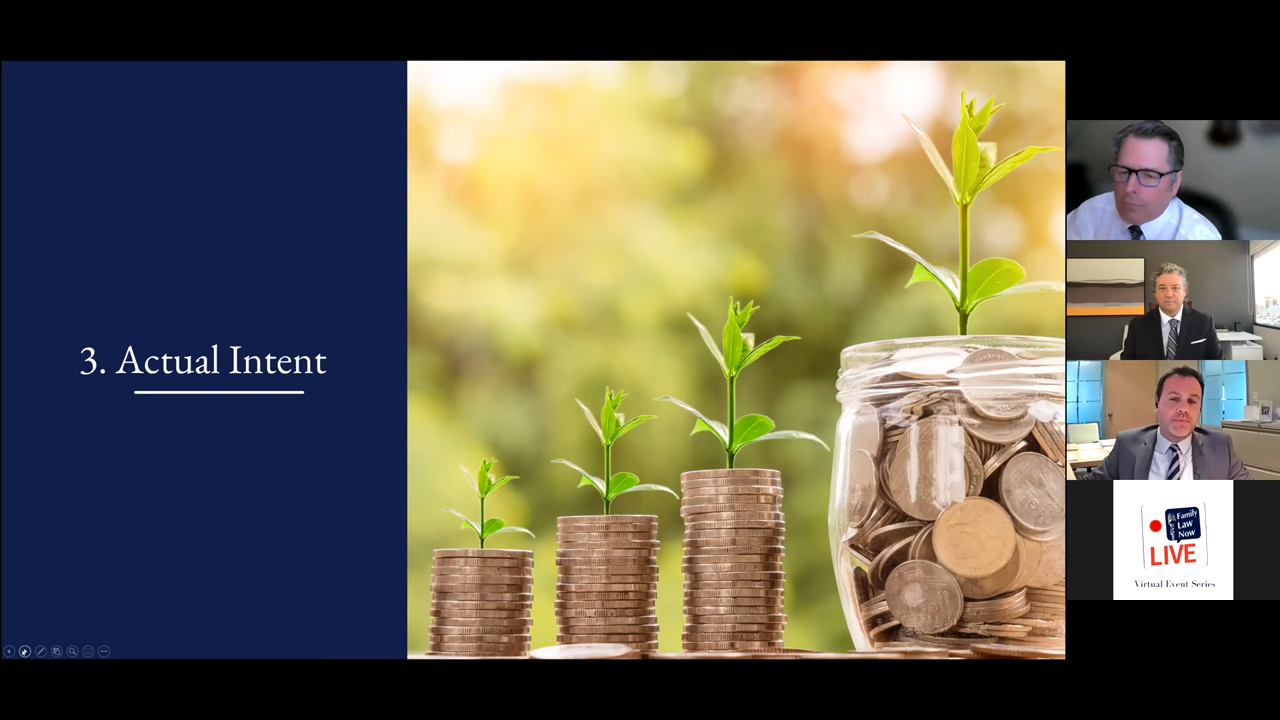 3. Actual Intent
Family
Law
Now
LIVE
Virtual Event Series